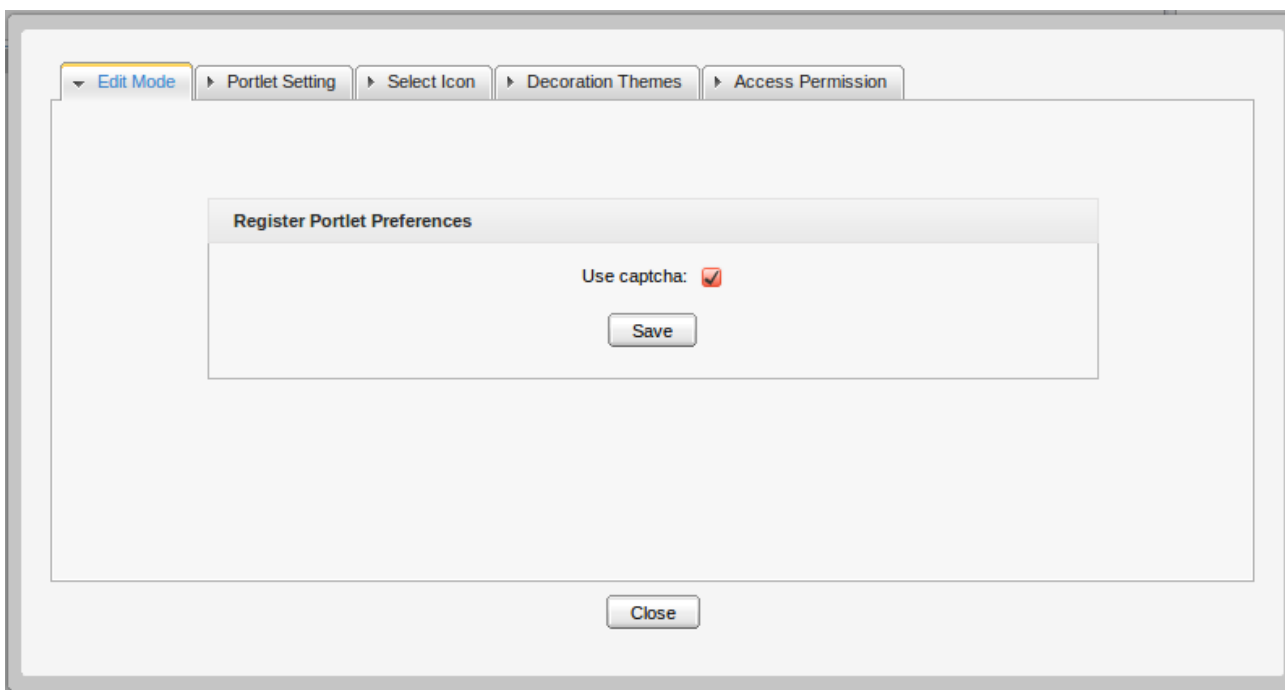 Edit Mode Portlet Setting Select Icon Decoration Themes Access Permission
Register Portlet Preferences
Use captcha:
Save
Close